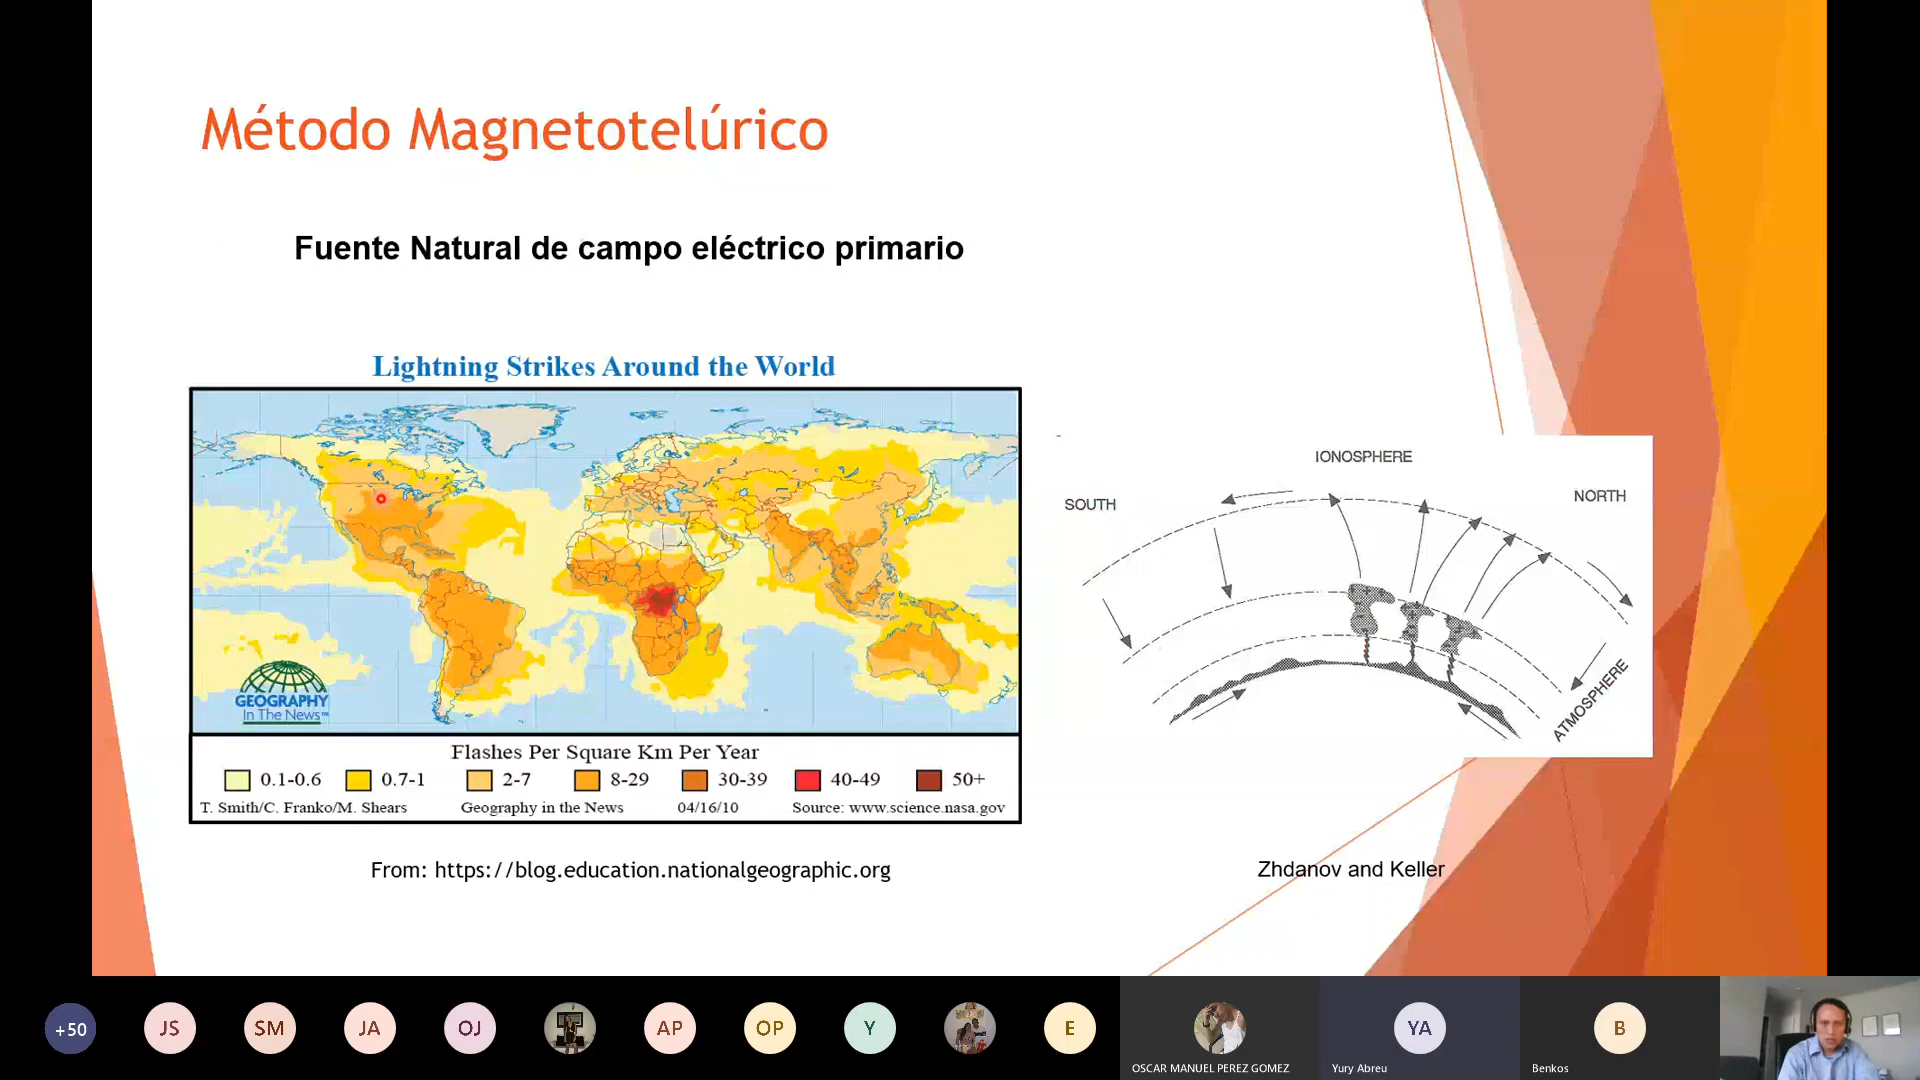 Método Magnetotelúrico
Fuente Natural de campo eléctrico primario
Lightning Strikes Around the World
GEOGRAPHY
In The News™
Flashes Per Square Km Per Year
0.1-0.6 0.7-1 2-7 8-29 30-39 40-49 50+
T. Smith/C. Franko/M. Shears Geography in the News 04/16/10 Source: www.science.nasa.gov
From: https://blog.education.nationalgeographic.org
IONOSPHERE
SOUTH
NORTH
ATMOSPHERE
Zhdanov and Keller
+50 JS SM JA OJ AP OP Y E YA B
OSCAR MANUEL PEREZ GOMEZ Yury Abreu Benkos